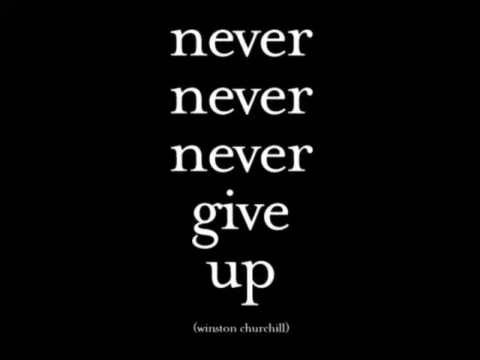 never
never
never
give
up
(winston churchill)